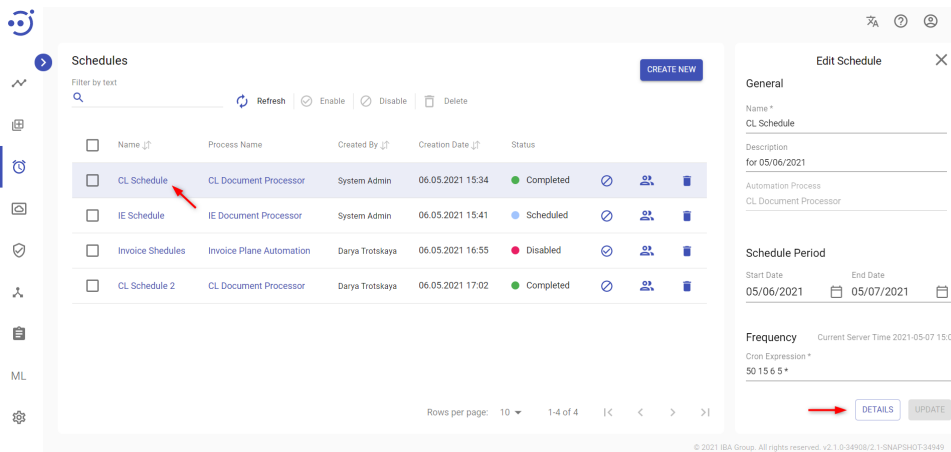 Schedules
CREATE NEW
Filter by text
Refresh
Enable
Disable
Delete
Name
Process Name
Created By
Creation Date
Status
CL Schedule
CL Document Processor
System Admin
06.05.2021 15:34
Completed
IE Schedule
IE Document Processor
System Admin
06.05.2021 15:41
Scheduled
Invoice Shedules
Invoice Plane Automation
Darya Trotskaya
06.05.2021 16:55
Disabled
CL Schedule 2
CL Document Processor
Darya Trotskaya
06.05.2021 17:02
Completed
Rows per page: 10
1-4 of 4
ML
Edit Schedule
General
Name *
CL Schedule
Description
for 05/06/2021
Automation Process
CL Document Processor
Schedule Period
Start Date
End Date
05/06/2021
05/07/2021
Frequency
Current Server Time 2021-05-07 15:0
Cron Expression *
50 15 6 5 *
DETAILS
UPDATE
© 2021 IBA Group. All rights reserved. v2.1.0-34908/2.1-SNAPSHOT-34949